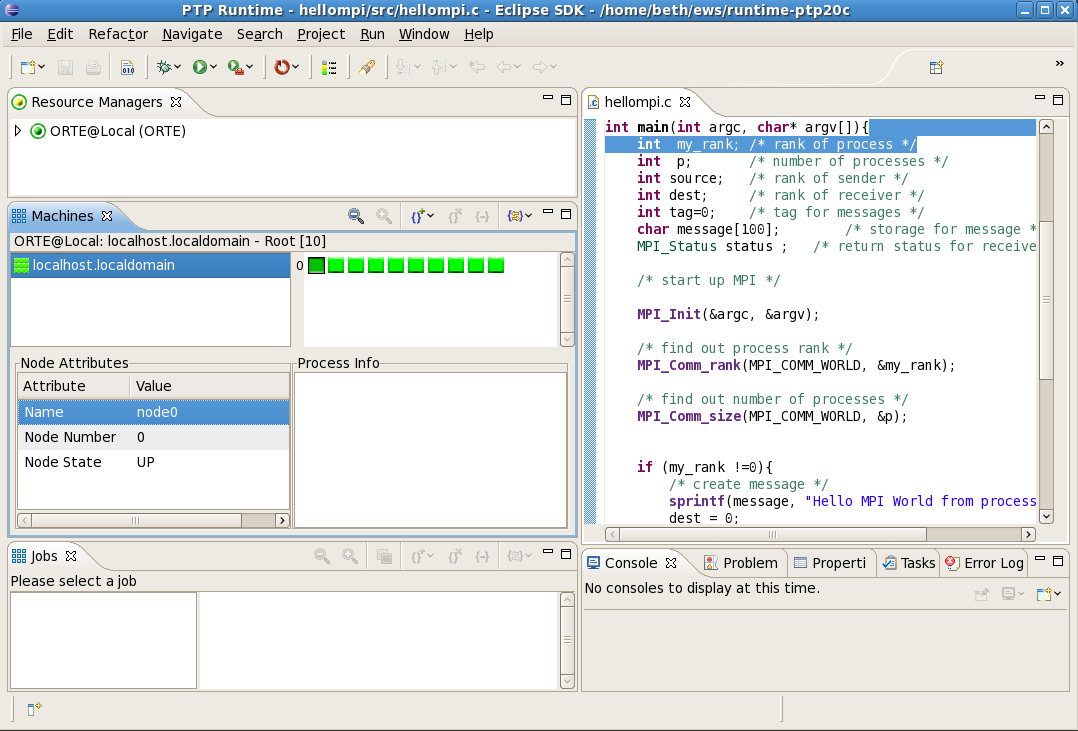 PTP Runtime - hellompi/src/hellompi.c - Eclipse SDK - /home/beth/ews/runtime-ptp20c
File Edit Refactor Navigate Search Project Run Window Help
010
»
Resource Managers
ORTE@Local (ORTE)
Machines
ORTE@Local: localhost.localdomain - Root [10]
localhost.localdomain
0
Node Attributes
Attribute Value
Name node0
Node Number 0
Node State UP
Process Info
Jobs
Please select a job
hellompi.c
int main(int argc, char* argv[]){
int my_rank; /* rank of process */
int p; /* number of processes */
int source; /* rank of sender */
int dest; /* rank of receiver */
int tag=0; /* tag for messages */
char message[100]; /* storage for message *
MPI_Status status ; /* return status for receive
/* start up MPI */
MPI_Init(&argc, &argv);
/* find out process rank */
MPI_Comm_rank(MPI_COMM_WORLD, &my_rank);
/* find out number of processes */
MPI_Comm_size(MPI_COMM_WORLD, &p);
if (my_rank !=0){
/* create message */
sprintf(message, "Hello MPI World from process
dest = 0;
Console Problem Properti Tasks Error Log
No consoles to display at this time.